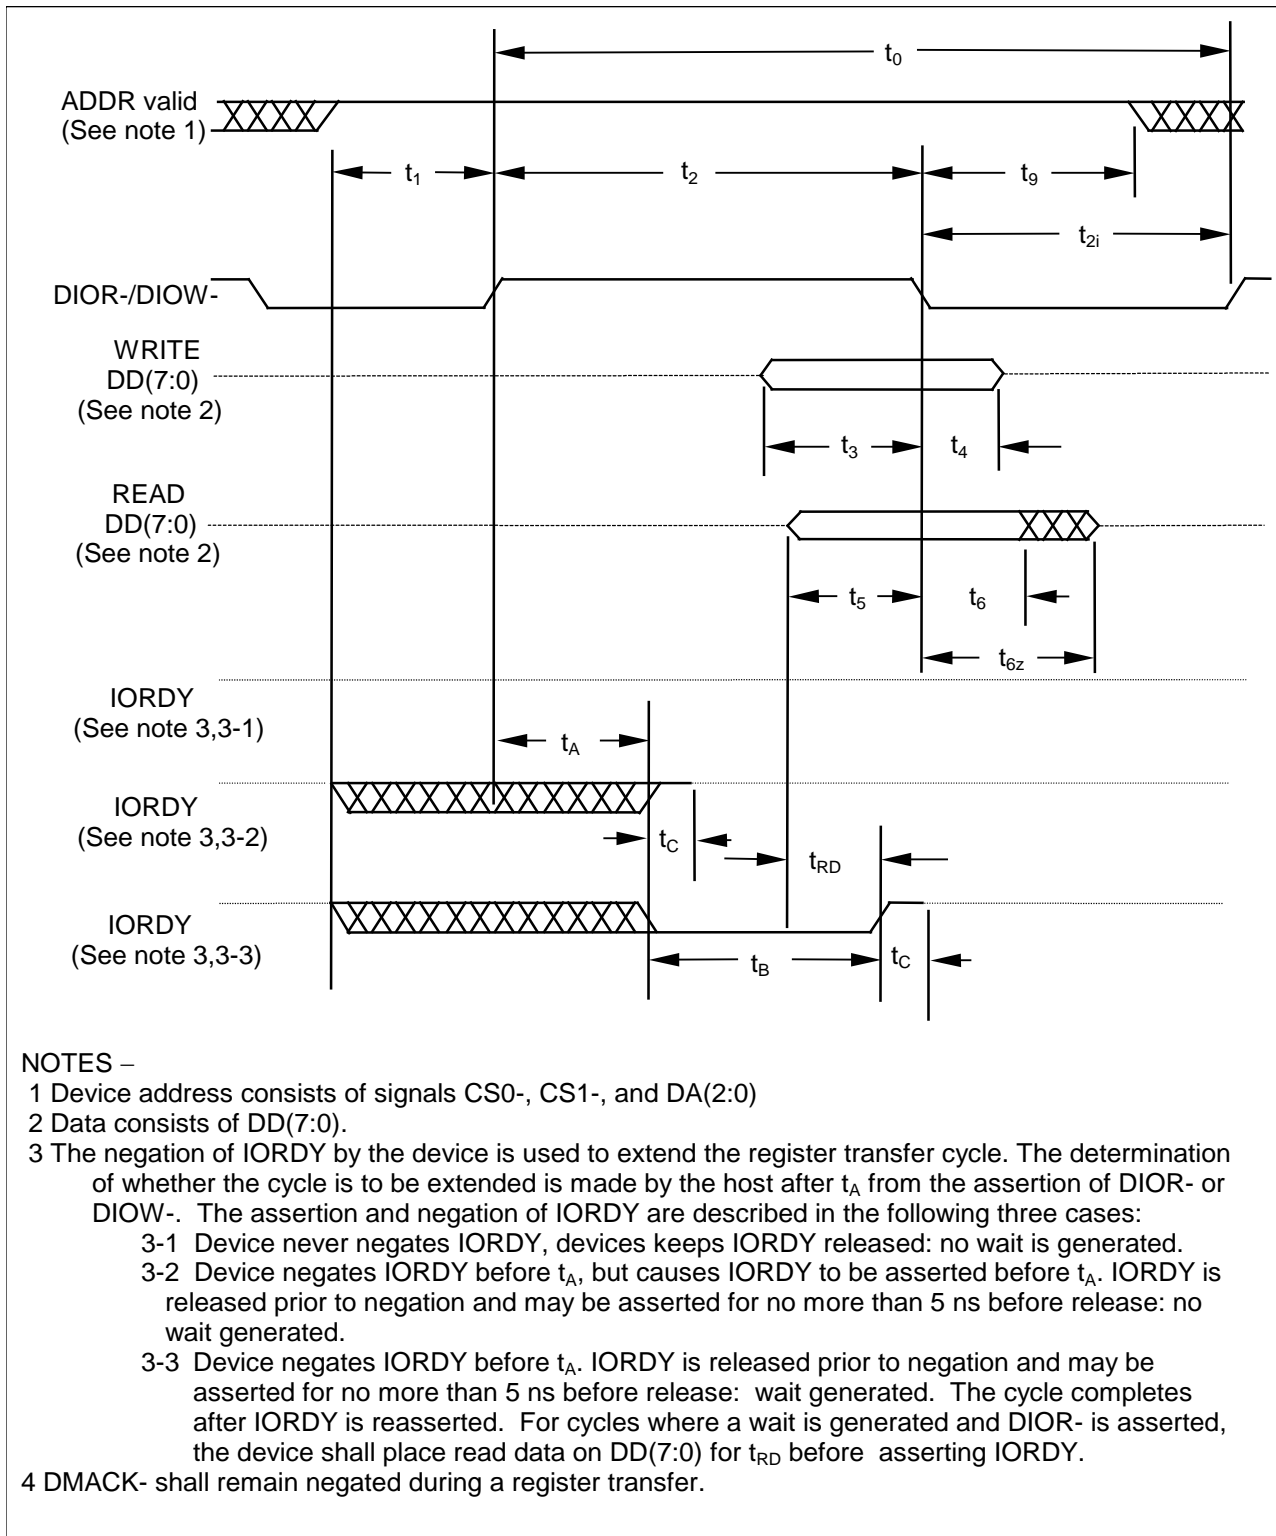 t0
ADDR valid
(See note 1)
t1
t2
t9
t2i
DIOR-/DIOW-
WRITE
DD(7:0)
(See note 2)
t3
t4
READ
DD(7:0)
(See note 2)
t5
t6
t6z
IORDY
(See note 3,3-1)
tA
IORDY
(See note 3,3-2)
tC
tRD
IORDY
(See note 3,3-3)
tB
tC
NOTES –
1 Device address consists of signals CS0-, CS1-, and DA(2:0)
2 Data consists of DD(7:0).
3 The negation of IORDY by the device is used to extend the register transfer cycle. The determination
of whether the cycle is to be extended is made by the host after tA from the assertion of DIOR- or
DIOW-. The assertion and negation of IORDY are described in the following three cases:
3-1 Device never negates IORDY, devices keeps IORDY released: no wait is generated.
3-2 Device negates IORDY before tA, but causes IORDY to be asserted before tA. IORDY is
released prior to negation and may be asserted for no more than 5 ns before release: no
wait generated.
3-3 Device negates IORDY before tA. IORDY is released prior to negation and may be
asserted for no more than 5 ns before release: wait generated. The cycle completes
after IORDY is reasserted. For cycles where a wait is generated and DIOR- is asserted,
the device shall place read data on DD(7:0) for tRD before asserting IORDY.
4 DMACK- shall remain negated during a register transfer.